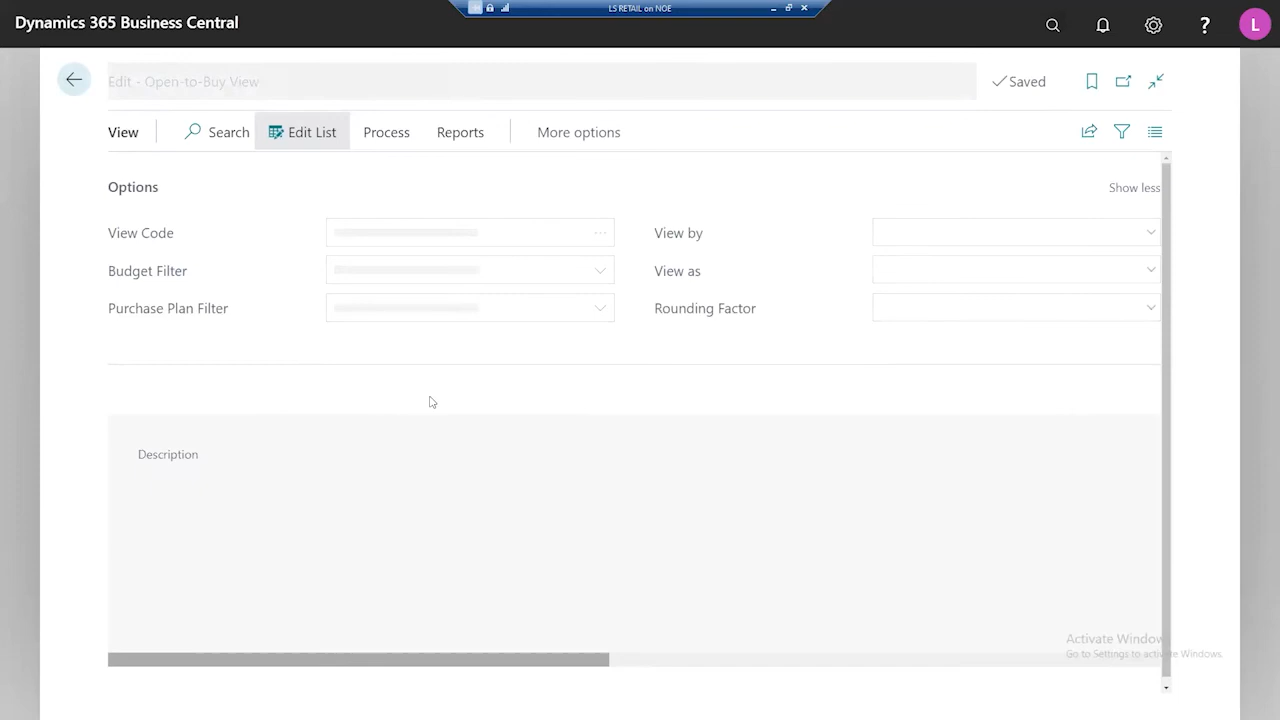 LS RETAIL on NOE
Dynamics 365 Business Central
L
Edit - Open-to-Buy View
Saved
View
Search
Edit List
Process
Reports
More options
Options
Show less
View Code
View by
Budget Filter
View as
Purchase Plan Filter
Rounding Factor
Description
Activate Window
Go to Settings to activate Windows.